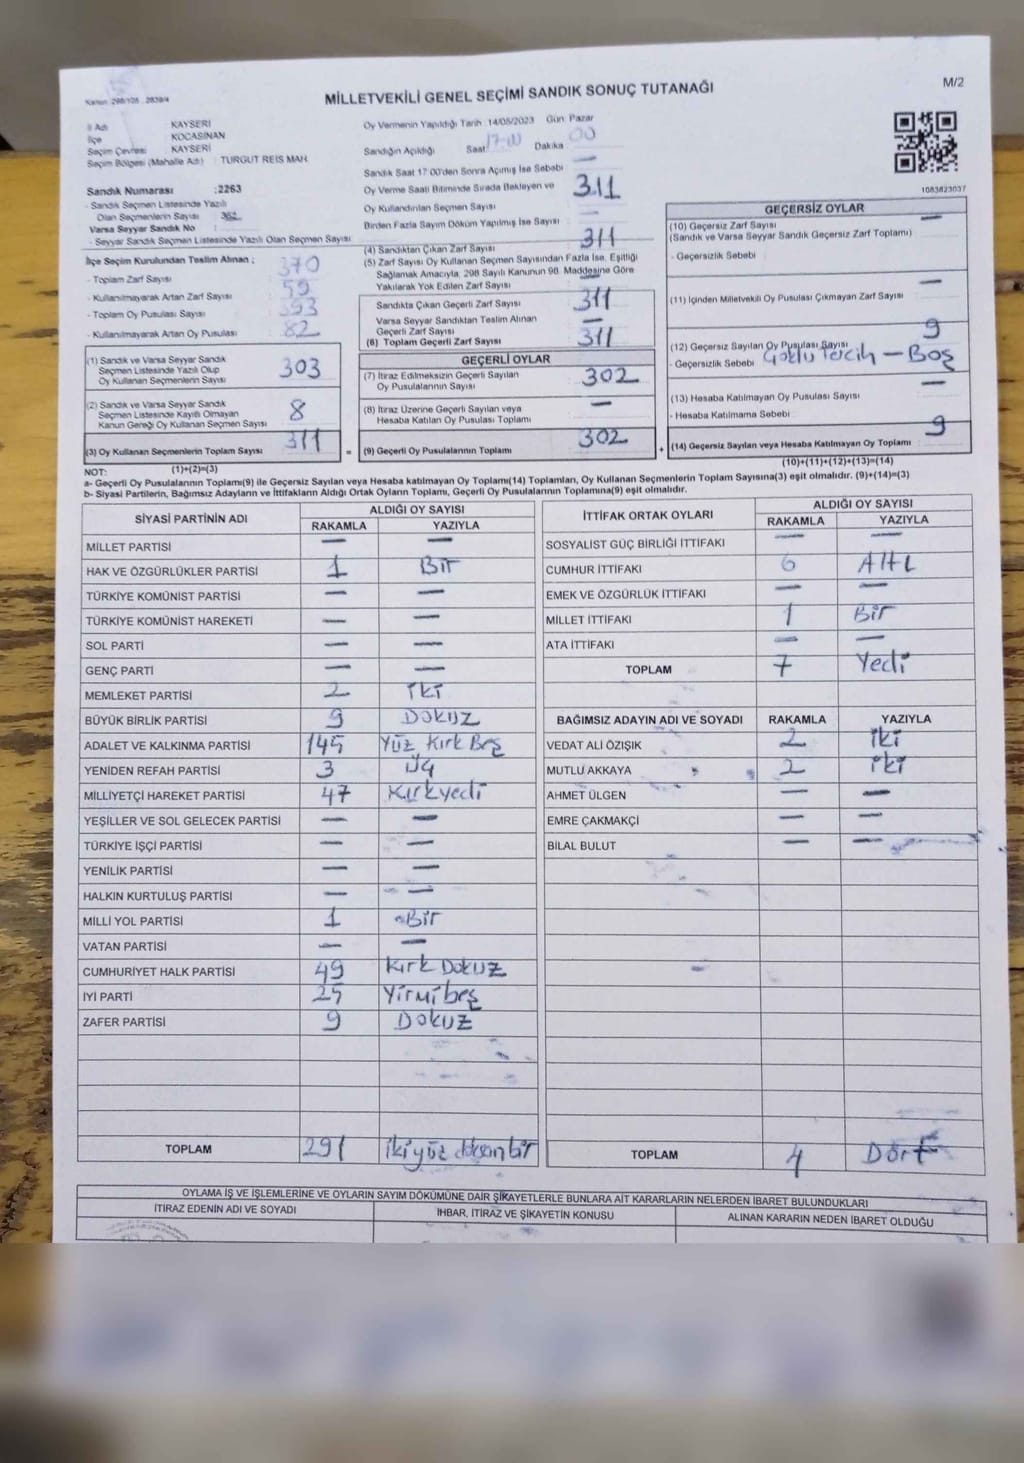 Kanun :298/105 , 2839/4
MİLLETVEKİLİ GENEL SEÇİMİ SANDIK SONUÇ TUTANAĞI
M/2
İl Adı KAYSERİ
İlçe KOCASİNAN
Seçim Çevresi KAYSERİ
Seçim Bölgesi (Mahalle Adı) : TURGUT REİS MAH.
Sandık Numarası :2263
- Sandık Seçmen Listesinde Yazılı
Olan Seçmenlerin Sayısı 362
Varsa Seyyar Sandık No
- Seyyar Sandık Seçmen Listesinde Yazılı Olan Seçmen Sayısı
İlçe Seçim Kurulundan Teslim Alınan ;
- Toplam Zarf Sayısı 370
- Kullanılmayarak Artan Zarf Sayısı 59
- Toplam Oy Pusulası Sayısı
- Kullanılmayarak Artan Oy Pusulası 82
Oy Vermenin Yapıldığı Tarih 14/05/2023 Gün: Pazar
Sandığın Açıldığı Saat 17:00 Dakika 00
Sandık Saat 17.00'den Sonra Açılmış İse Sebebi —
Oy Verme Saati Bitiminde Sırada Bekleyen ve
Oy Kullandırılan Seçmen Sayısı 311
Birden Fazla Sayım Döküm Yapılmış İse Sayısı —
(4) Sandıktan Çıkan Zarf Sayısı 311
(5) Zarf Sayısı Oy Kullanan Seçmen Sayısından Fazla İse, Eşitliği
Sağlamak Amacıyla, 298 Sayılı Kanunun 98. Maddesine Göre
Yakılarak Yok Edilen Zarf Sayısı —
Sandıkta Çıkan Geçerli Zarf Sayısı 311
Varsa Seyyar Sandıktan Teslim Alınan
Geçerli Zarf Sayısı —
(6) Toplam Geçerli Zarf Sayısı 311
(1) Sandık ve Varsa Seyyar Sandık
Seçmen Listesinde Yazılı Olup
Oy Kullanan Seçmenlerin Sayısı 303
(2) Sandık ve Varsa Seyyar Sandık
Seçmen Listesinde Kayıtlı Olmayan
Kanun Gereği Oy Kullanan Seçmen Sayısı 8
(3) Oy Kullanan Seçmenlerin Toplam Sayısı 311
=
GEÇERLİ OYLAR
(7) İtiraz Edilmeksizin Geçerli Sayılan
Oy Pusulalarının Sayısı 302
(8) İtiraz Üzerine Geçerli Sayılan veya
Hesaba Katılan Oy Pusulası Toplamı —
(9) Geçerli Oy Pusulalarının Toplamı 302
+
1083823037
GEÇERSİZ OYLAR
(10) Geçersiz Zarf Sayısı —
(Sandık ve Varsa Seyyar Sandık Geçersiz Zarf Toplamı)
- Geçersizlik Sebebi
(11) İçinden Milletvekili Oy Pusulası Çıkmayan Zarf Sayısı —
(12) Geçersiz Sayılan Oy Pusulası Sayısı 9
- Geçersizlik Sebebi Çoklu Tercih – Boş
(13) Hesaba Katılmayan Oy Pusulası Sayısı —
- Hesaba Katılmama Sebebi
(14) Geçersiz Sayılan veya Hesaba Katılmayan Oy Toplamı 9
NOT: (1)+(2)=(3) (10)+(11)+(12)+(13)=(14)
a- Geçerli Oy Pusulalarının Toplamı(9) ile Geçersiz Sayılan veya Hesaba katılmayan Oy Toplamı(14) Toplamları, Oy Kullanan Seçmenlerin Toplam Sayısına(3) eşit olmalıdır. (9)+(14)=(3)
b- Siyasi Partilerin, Bağımsız Adayların ve İttifakların Aldığı Ortak Oyların Toplamı, Geçerli Oy Pusulalarının Toplamına(9) eşit olmalıdır.
SİYASİ PARTİNİN ADI ALDIĞI OY SAYISI
RAKAMLA YAZIYLA
MİLLET PARTİSİ — —
HAK VE ÖZGÜRLÜKLER PARTİSİ 1 Bir
TÜRKİYE KOMÜNİST PARTİSİ — —
TÜRKİYE KOMÜNİST HAREKETİ — —
SOL PARTİ — —
GENÇ PARTİ — —
MEMLEKET PARTİSİ 2 iki
BÜYÜK BİRLİK PARTİSİ 9 DOKUZ
ADALET VE KALKINMA PARTİSİ 145 Yüz Kırk Beş
YENİDEN REFAH PARTİSİ 3 Üç
MİLLİYETÇİ HAREKET PARTİSİ 47 Kırkyedi
YEŞİLLER VE SOL GELECEK PARTİSİ — —
TÜRKİYE İŞÇİ PARTİSİ — —
YENİLİK PARTİSİ — —
HALKIN KURTULUŞ PARTİSİ — —
MİLLİ YOL PARTİSİ 1 Bir
VATAN PARTİSİ — —
CUMHURİYET HALK PARTİSİ 49 Kırk Dokuz
İYİ PARTİ 25 Yirmibeş
ZAFER PARTİSİ 9 DOKUZ
TOPLAM 291 ikiyüz doksan bir
İTTİFAK ORTAK OYLARI ALDIĞI OY SAYISI
RAKAMLA YAZIYLA
SOSYALİST GÜÇ BİRLİĞİ İTTİFAKI — —
CUMHUR İTTİFAKI 6 Altı
EMEK VE ÖZGÜRLÜK İTTİFAKI — —
MİLLET İTTİFAKI 1 Bir
ATA İTTİFAKI — —
TOPLAM 7 Yedi
BAĞIMSIZ ADAYIN ADI VE SOYADI RAKAMLA YAZIYLA
VEDAT ALİ ÖZIŞIK 2 iki
MUTLU AKKAYA 2 iki
AHMET ÜLGEN — —
EMRE ÇAKMAKÇİ — —
BİLAL BULUT — —
TOPLAM 4 Dört
OYLAMA İŞ VE İŞLEMLERİNE VE OYLARIN SAYIM DÖKÜMÜNE DAİR ŞİKAYETLERLE BUNLARA AİT KARARLARIN NELERDEN İBARET BULUNDUKLARI
İTİRAZ EDENİN ADI VE SOYADI İHBAR, İTİRAZ VE ŞİKAYETİN KONUSU ALINAN KARARIN NEDEN İBARET OLDUĞU